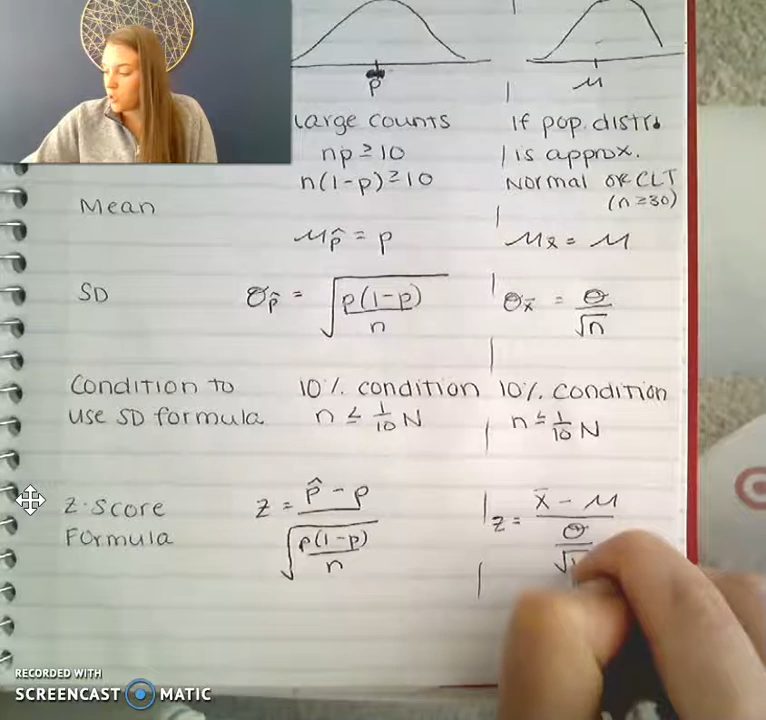 p μ
large counts If pop. distr.
np ≥ 10 is approx.
n(1-p) ≥ 10 Normal or CLT
(n ≥ 30)
Mean
μp̂ = p μx̄ = μ
SD σp̂ = √p(1-p)/n σx̄ = σ/√n
Condition to 10% condition 10% condition
use SD formula n ≤ 1/10 N n ≤ 1/10 N
Z-score z = p̂ - p / √p(1-p)/n z = x̄ - μ / σ/√
Formula
RECORDED WITH
SCREENCAST MATIC